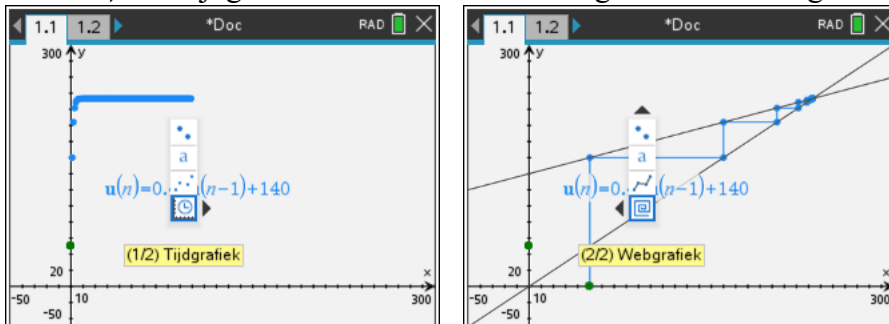 1.1 1.2 *Doc RAD
300 y
a
u(n)=0. (n-1)+140
(1/2) Tijdgrafiek
20 x
-50 10 300
-50
1.1 1.2 *Doc RAD
300 y
a
u(n)=0. (n-1)+140
(2/2) Webgrafiek
20 x
-50 10 300
-50